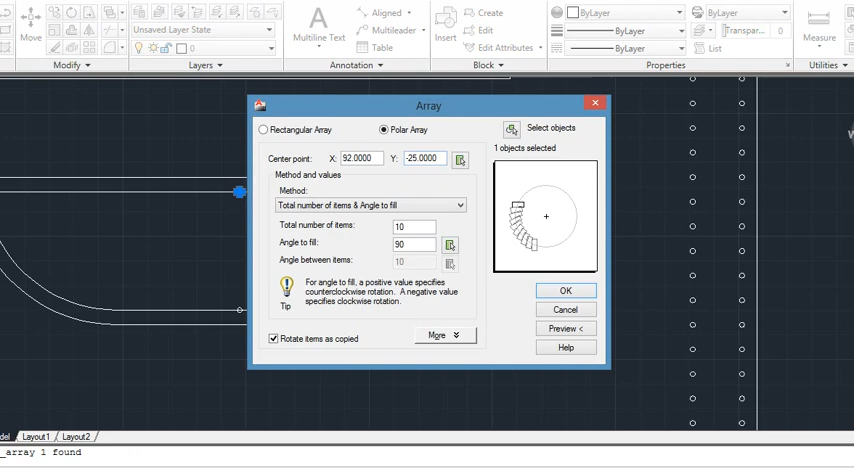 Move
Unsaved Layer State
0
Modify
Layers
A
Multiline Text
Aligned
Multileader
Table
Annotation
Insert
Create
Edit
Edit Attributes
Block
ByLayer
ByLayer
ByLayer
ByLayer
Transpar... 0
List
Properties
Measure
Utilities
Array
Rectangular Array
Polar Array
Select objects
Center point: X: 92.0000 Y: -25.0000
1 objects selected
Method and values
Method:
Total number of items & Angle to fill
Total number of items: 10
Angle to fill: 90
Angle between items: 10
For angle to fill, a positive value specifies
counterclockwise rotation. A negative value
specifies clockwise rotation.
Tip
Rotate items as copied
More
OK
Cancel
Preview <
Help
W
del Layout1 Layout2
_array 1 found